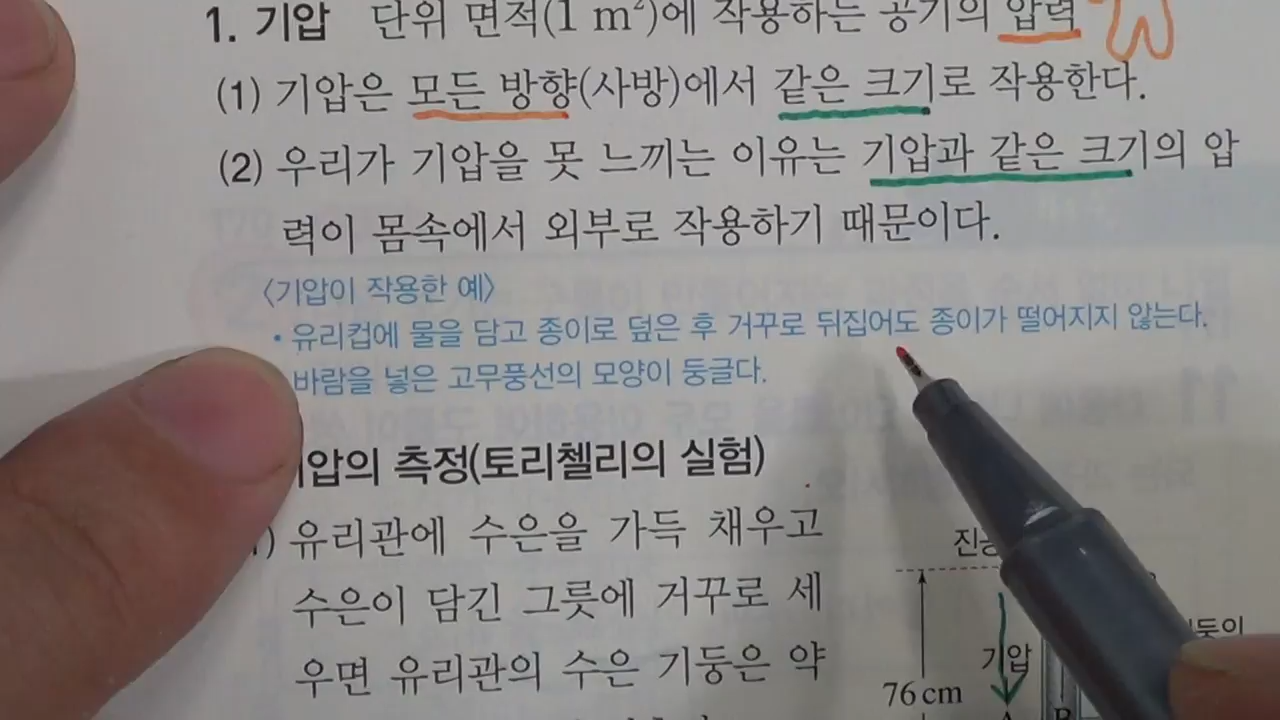 1. 기압 단위 면적(1 m²)에 작용하는 공기의 압력
(1) 기압은 모든 방향(사방)에서 같은 크기로 작용한다.
(2) 우리가 기압을 못 느끼는 이유는 기압과 같은 크기의 압
력이 몸속에서 외부로 작용하기 때문이다.
〈기압이 작용한 예〉
• 유리컵에 물을 담고 종이로 덮은 후 거꾸로 뒤집어도 종이가 떨어지지 않는다.
바람을 넣은 고무풍선의 모양이 둥글다.
기압의 측정(토리첼리의 실험)
) 유리관에 수은을 가득 채우고
수은이 담긴 그릇에 거꾸로 세
우면 유리관의 수은 기둥은 약
기압
76 cm